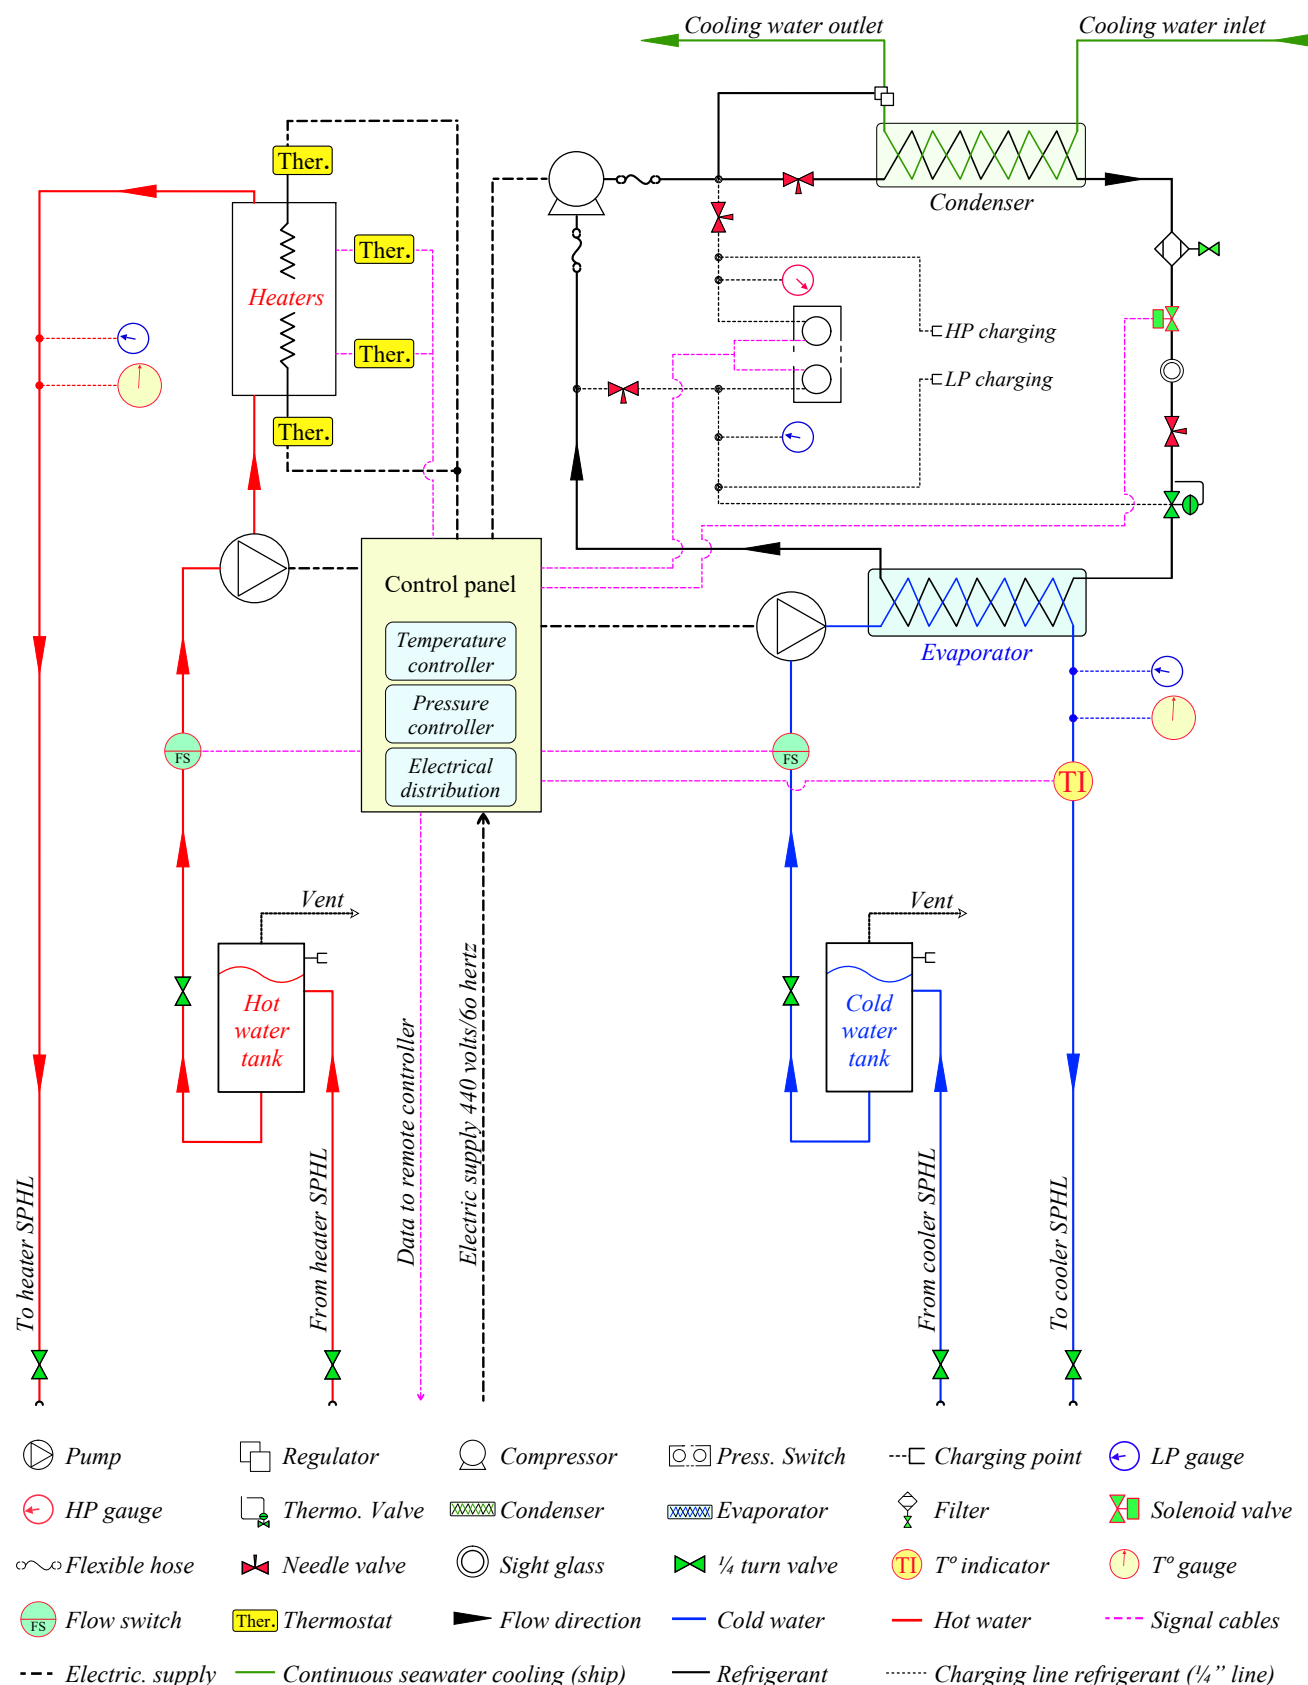 Cooling water outlet
Cooling water inlet
Ther.
Condenser
Ther.
Heaters
HP charging
Ther.
LP charging
Ther.
Control panel
Temperature
controller
Evaporator
Pressure
controller
FS
FS
Electrical
distribution
TI
Vent
Vent
Hot
water
tank
Cold
water
tank
To heater SPHL
From heater SPHL
Data to remote controller
Electric supply 440 volts/60 hertz
From cooler SPHL
To cooler SPHL
Pump
Regulator
Compressor
Press. Switch
Charging point
LP gauge
HP gauge
Thermo. Valve
Condenser
Evaporator
Filter
Solenoid valve
Flexible hose
Needle valve
Sight glass
¼ turn valve
TI
Tº indicator
Tº gauge
FS
Flow switch
Ther.
Thermostat
Flow direction
Cold water
Hot water
Signal cables
Electric. supply
Continuous seawater cooling (ship)
Refrigerant
Charging line refrigerant (¼” line)